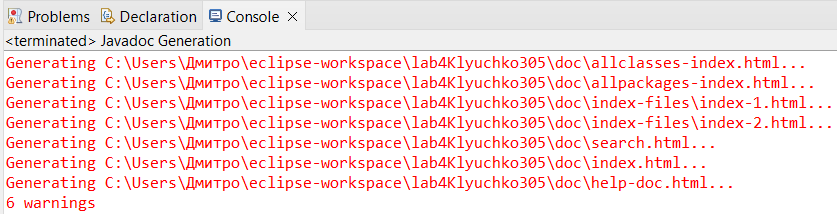 Problems Declaration Console
<terminated> Javadoc Generation
Generating C:\Users\Дмитро\eclipse-workspace\lab4Klyuchko305\doc\allclasses-index.html...
Generating C:\Users\Дмитро\eclipse-workspace\lab4Klyuchko305\doc\allpackages-index.html...
Generating C:\Users\Дмитро\eclipse-workspace\lab4Klyuchko305\doc\index-files\index-1.html...
Generating C:\Users\Дмитро\eclipse-workspace\lab4Klyuchko305\doc\index-files\index-2.html...
Generating C:\Users\Дмитро\eclipse-workspace\lab4Klyuchko305\doc\search.html...
Generating C:\Users\Дмитро\eclipse-workspace\lab4Klyuchko305\doc\index.html...
Generating C:\Users\Дмитро\eclipse-workspace\lab4Klyuchko305\doc\help-doc.html...
6 warnings